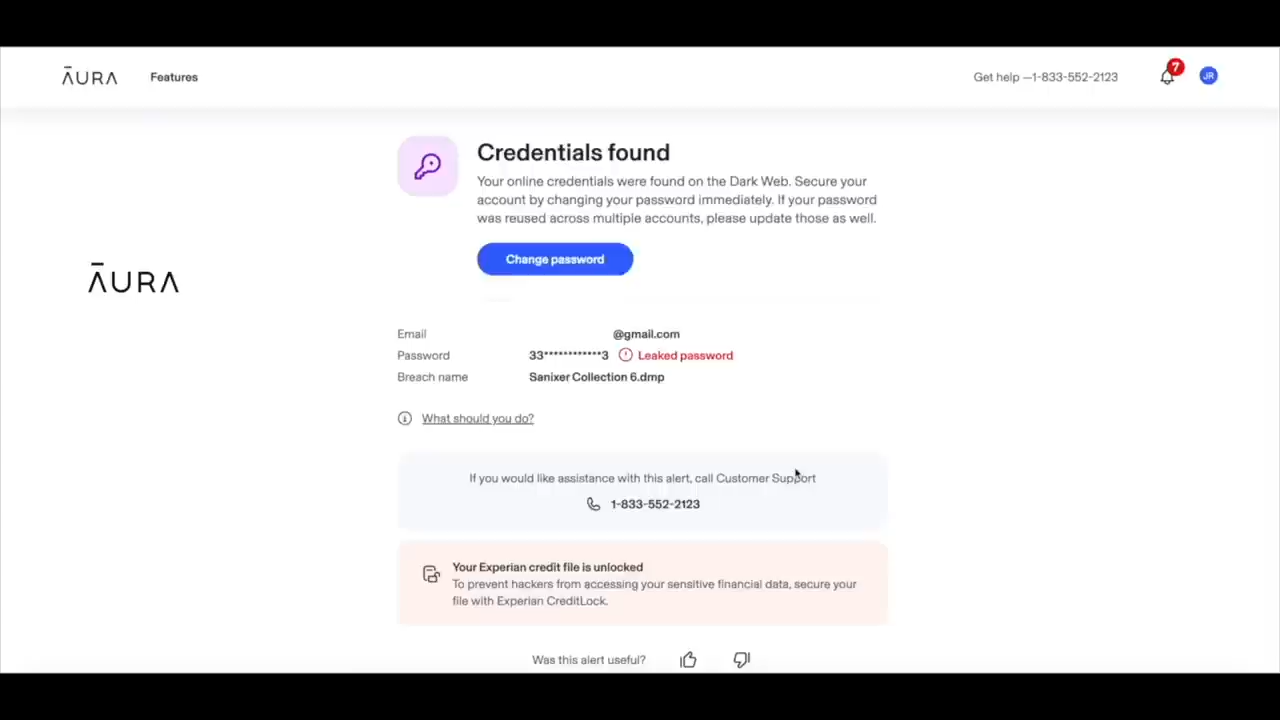 ĀURA
Features
Get help —1-833-552-2123
7
JR
Credentials found
Your online credentials were found on the Dark Web. Secure your
account by changing your password immediately. If your password
was reused across multiple accounts, please update those as well.
Change password
ĀURA
Email @gmail.com
Password 33************3 Leaked password
Breach name Sanixer Collection 6.dmp
What should you do?
If you would like assistance with this alert, call Customer Support
1-833-552-2123
Your Experian credit file is unlocked
To prevent hackers from accessing your sensitive financial data, secure your
file with Experian CreditLock.
Was this alert useful?